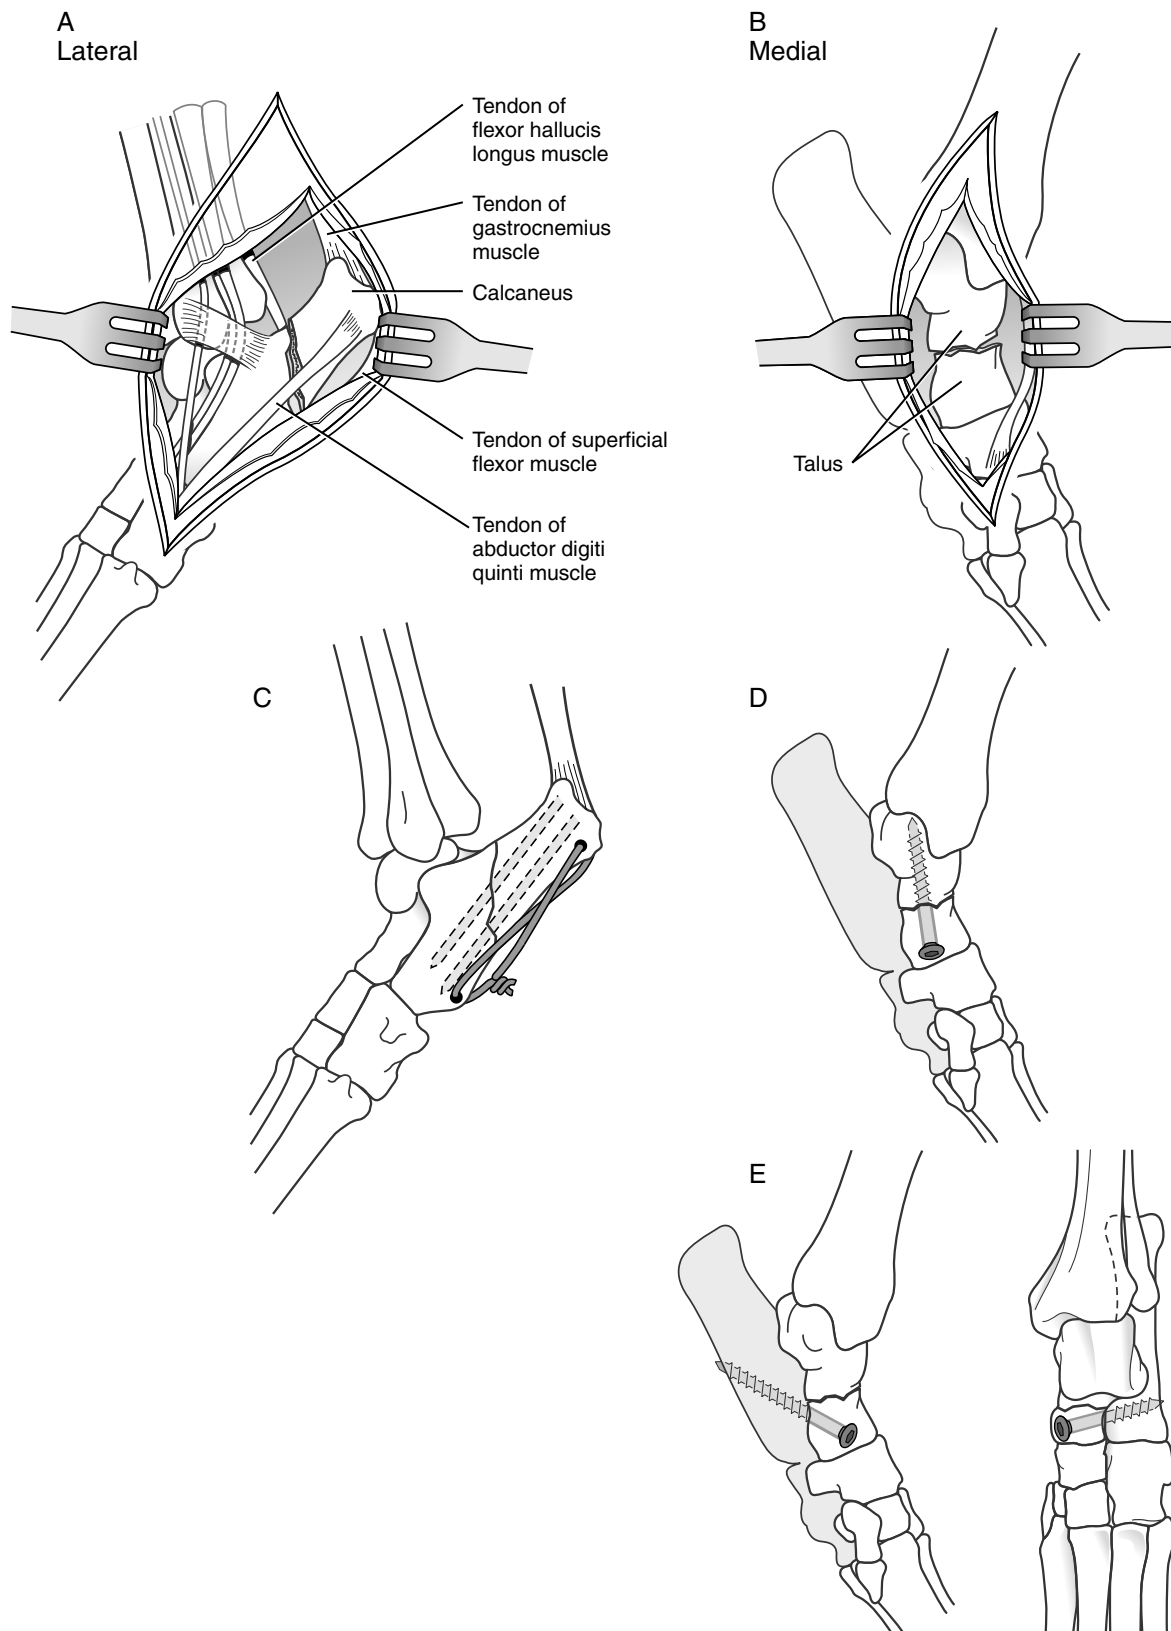 A
Lateral
Tendon of
flexor hallucis
longus muscle
Tendon of
gastrocnemius
muscle
Calcaneus
Tendon of superficial
flexor muscle
Tendon of
abductor digiti
quinti muscle
B
Medial
Talus
C
D
E